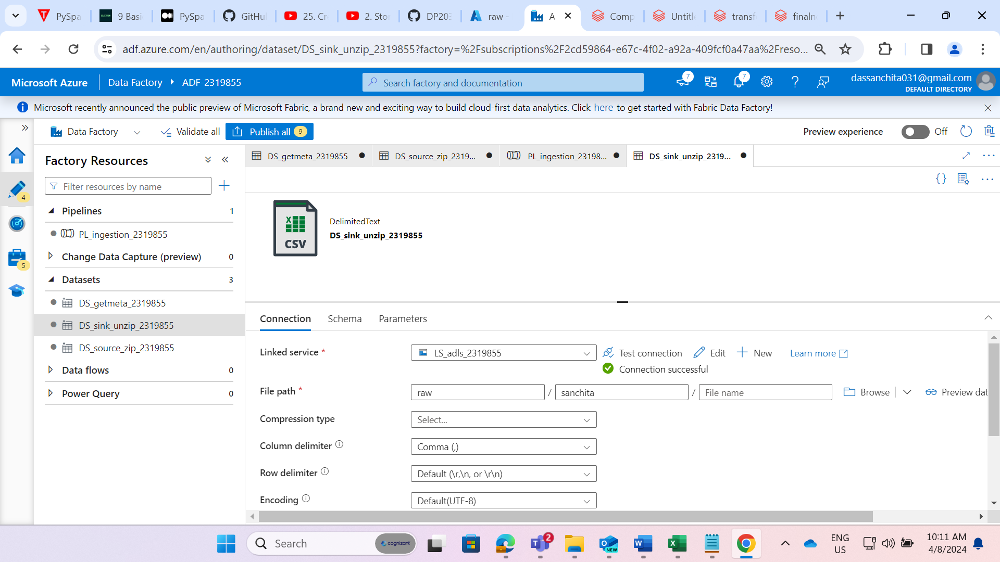 PySpa
9 Basi
PySpa
GitHu
25. Cr
2. Stor
DP203
raw -
A
Comp
Untitl
transf
finaln
adf.azure.com/en/authoring/dataset/DS_sink_unzip_2319855?factory=%2Fsubscriptions%2F2cd59864-e67c-4f02-a92a-409fcf0a47aa%2Freso...
Microsoft Azure
Data Factory
ADF-2319855
Search factory and documentation
7
7
dassanchita031@gmail.com
DEFAULT DIRECTORY
Microsoft recently announced the public preview of Microsoft Fabric, a brand new and exciting way to build cloud-first data analytics. Click here to get started with Fabric Data Factory!
Data Factory
Validate all
Publish all 9
Preview experience
Off
Factory Resources
Filter resources by name
4
5
Pipelines 1
PL_ingestion_2319855
Change Data Capture (preview) 0
Datasets 3
DS_getmeta_2319855
DS_sink_unzip_2319855
DS_source_zip_2319855
Data flows 0
Power Query 0
DS_getmeta_2319855
DS_source_zip_2319...
PL_ingestion_23198...
DS_sink_unzip_2319...
{}
CSV
DelimitedText
DS_sink_unzip_2319855
Connection
Schema
Parameters
Linked service *
LS_adls_2319855
Test connection
Edit
New
Learn more
Connection successful
File path *
raw / sanchita / File name
Browse
Preview dat
Compression type
Select...
Column delimiter
Comma (,)
Row delimiter
Default (\r,\n, or \r\n)
Encoding
Default(UTF-8)
Search
cognizant
2
NEW
ENG
US
10:11 AM
4/8/2024